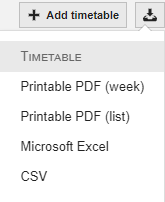 Add timetable
TIMETABLE
Printable PDF (week)
Printable PDF (list)
Microsoft Excel
CSV